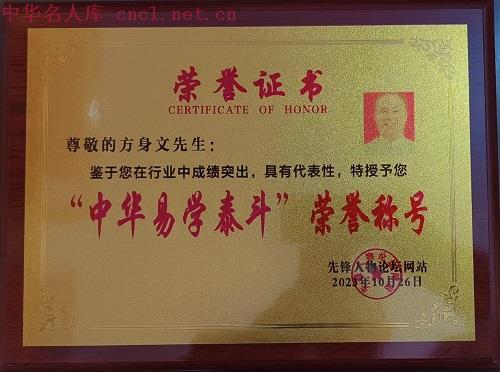 中华名人库 cnc1.net.cn
荣誉证书
CERTIFICATE OF HONOR
尊敬的方身文先生：
鉴于您在行业中成绩突出，具有代表性，特授予您
“中华易学泰斗”荣誉称号
先锋人物论坛网站
2023年10月26日